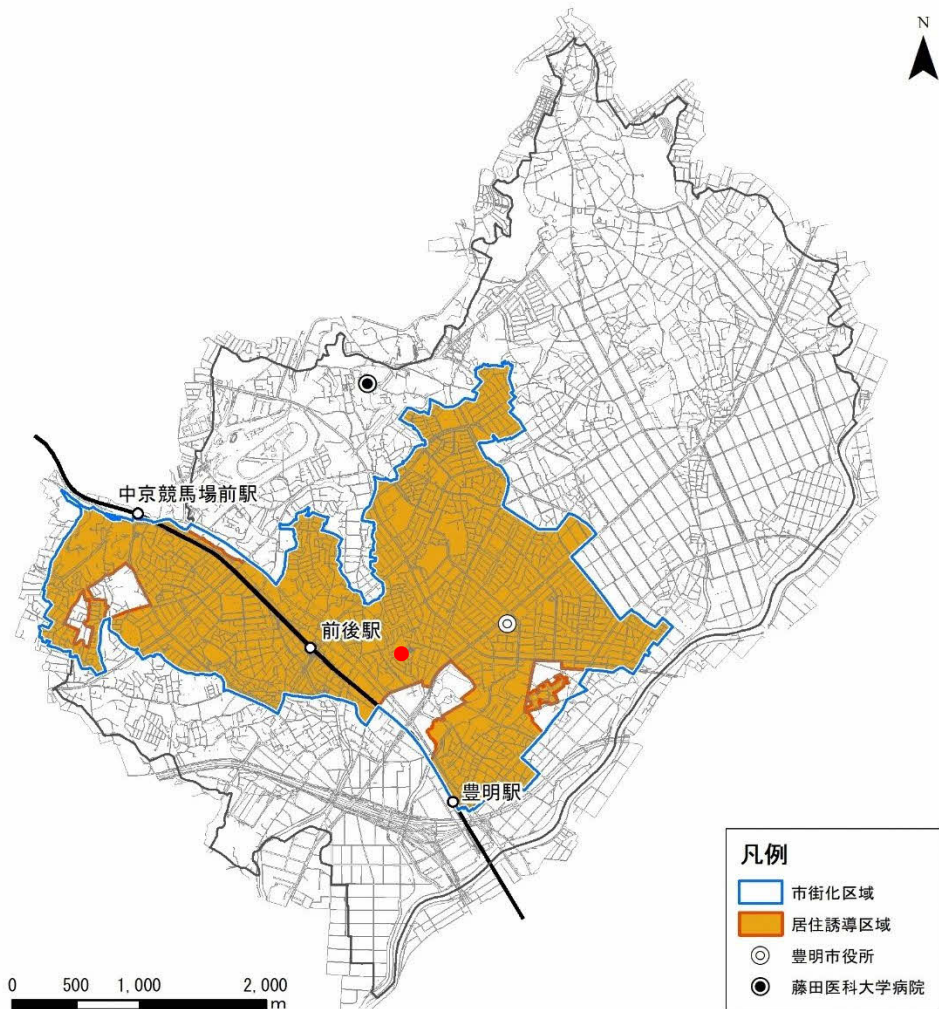 N
中京競馬場前駅
前後駅
豊明駅
凡例
市街化区域
居住誘導区域
豊明市役所
藤田医科大学病院
0 500 1,000 2,000
m